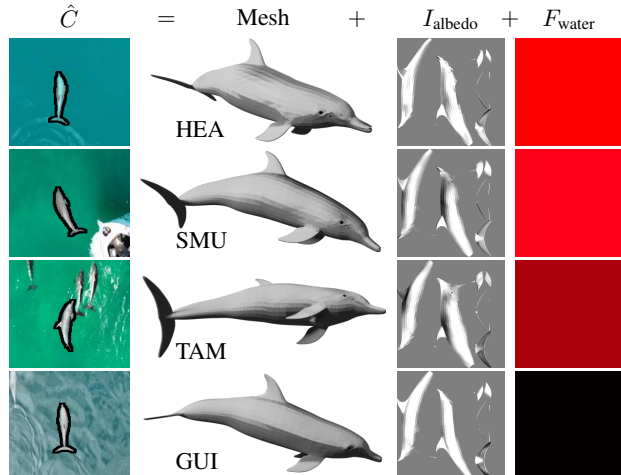 Ĉ = Mesh + I_albedo + F_water
HEA
SMU
TAM
GUI